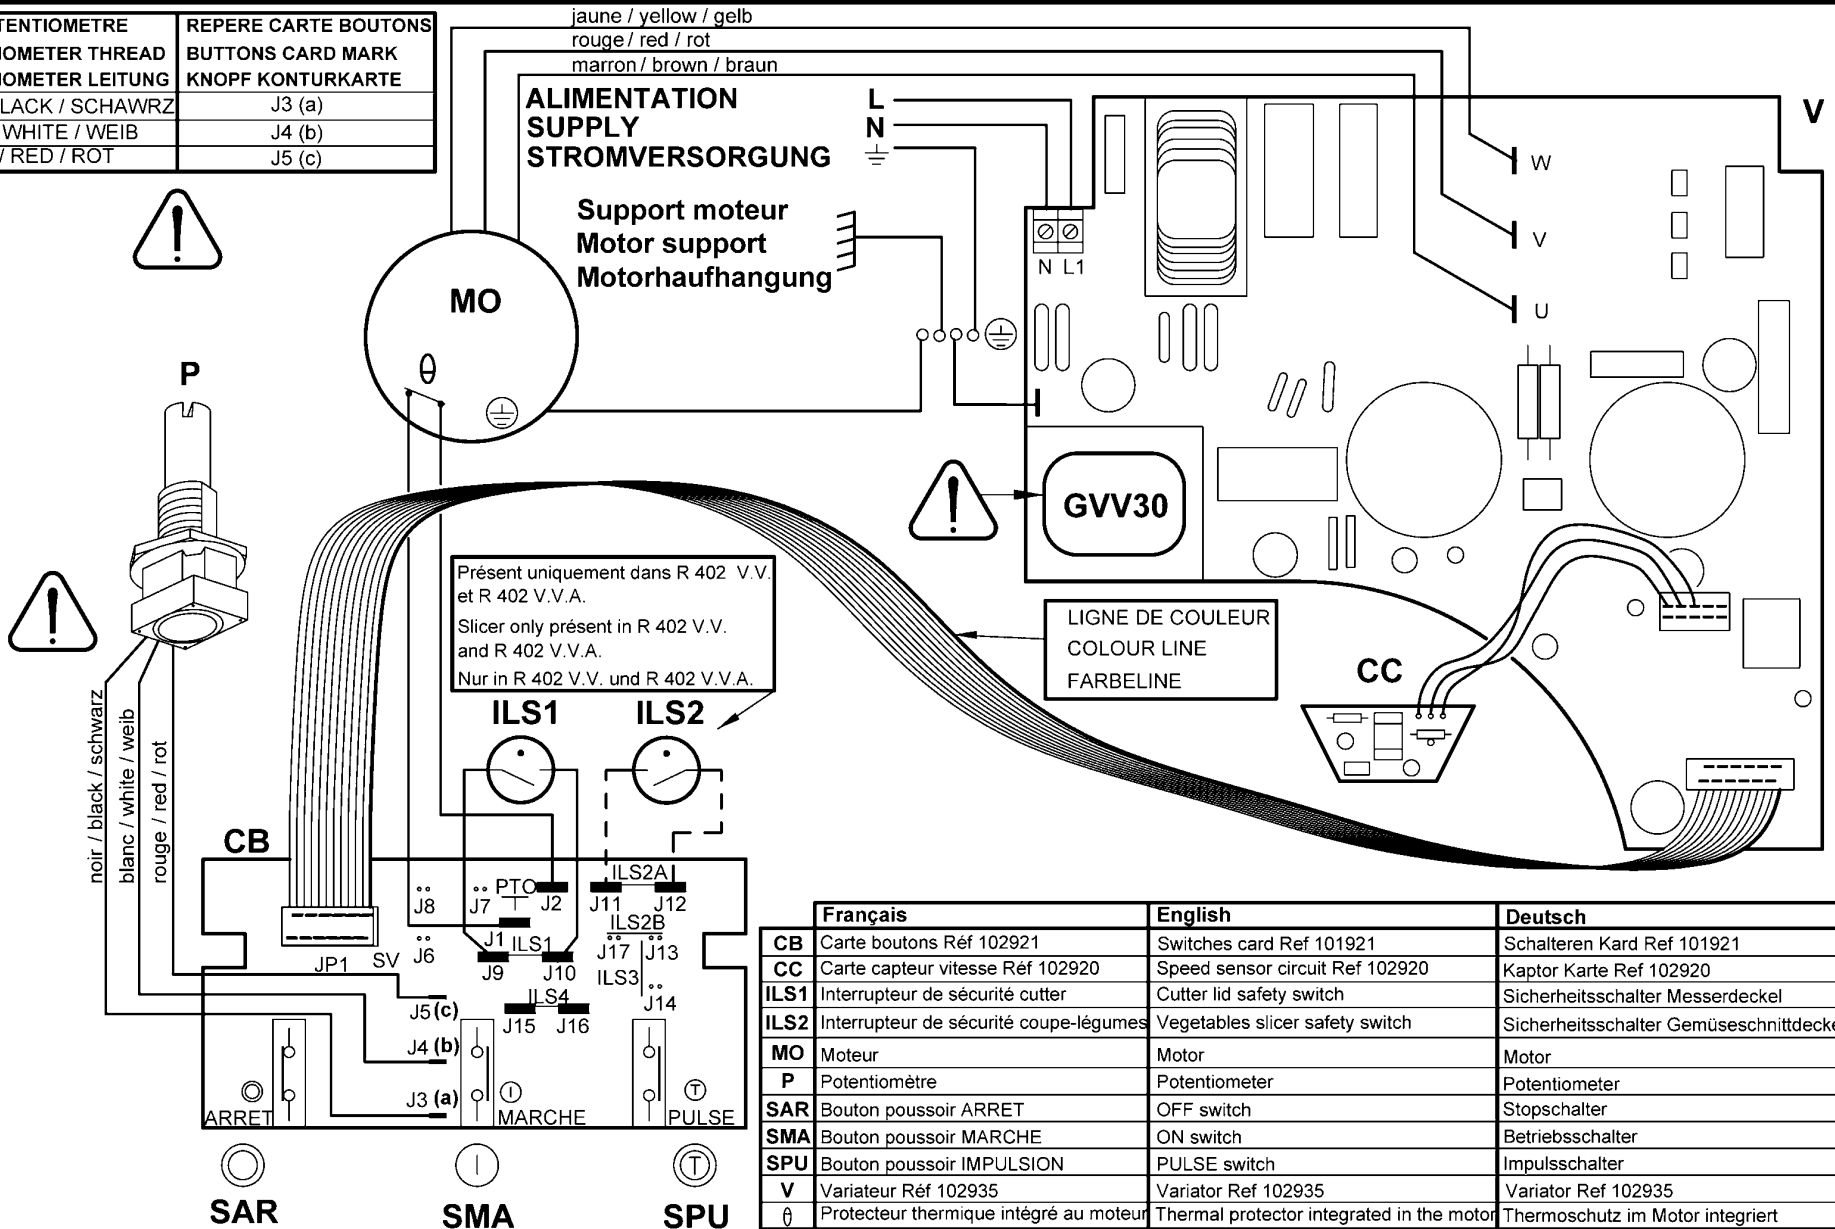 TENTIOMETRE REPERE CARTE BOUTONS
IOMETER THREAD BUTTONS CARD MARK
IOMETER LEITUNG KNOPF KONTURKARTE
LACK / SCHAWRZ J3 (a)
WHITE / WEIB J4 (b)
/ RED / ROT J5 (c)
jaune / yellow / gelb
rouge / red / rot
marron / brown / braun
ALIMENTATION L
SUPPLY N
STROMVERSORGUNG
Support moteur
Motor support
Motorhaufhangung
V
W
V
U
N L1
MO
θ
P
GVV30
Présent uniquement dans R 402 V.V.
et R 402 V.V.A.
Slicer only présent in R 402 V.V.
and R 402 V.V.A.
Nur in R 402 V.V. und R 402 V.V.A.
LIGNE DE COULEUR
COLOUR LINE
FARBELINE
CC
ILS1 ILS2
noir / black / schwarz
blanc / white / weib
rouge / red / rot
CB
J8 J7 PTO J2 J11 ILS2A J12
J1 ILS1 ILS2B
JP1 SV J6 J9 J10 J17 J13
ILS3
J5 (c) J15 ILS4 J16 J14
J4 (b)
J3 (a)
ARRET I MARCHE T PULSE
I T
SAR SMA SPU
Français English Deutsch
CB Carte boutons Réf 102921 Switches card Ref 101921 Schalteren Kard Ref 101921
CC Carte capteur vitesse Réf 102920 Speed sensor circuit Ref 102920 Kaptor Karte Ref 102920
ILS1 Interrupteur de sécurité cutter Cutter lid safety switch Sicherheitsschalter Messerdeckel
ILS2 Interrupteur de sécurité coupe-légumes Vegetables slicer safety switch Sicherheitsschalter Gemüseschnittdecke
MO Moteur Motor Motor
P Potentiomètre Potentiometer Potentiometer
SAR Bouton poussoir ARRET OFF switch Stopschalter
SMA Bouton poussoir MARCHE ON switch Betriebsschalter
SPU Bouton poussoir IMPULSION PULSE switch Impulsschalter
V Variateur Réf 102935 Variator Ref 102935 Variator Ref 102935
θ Protecteur thermique intégré au moteur Thermal protector integrated in the motor Thermoschutz im Motor integriert